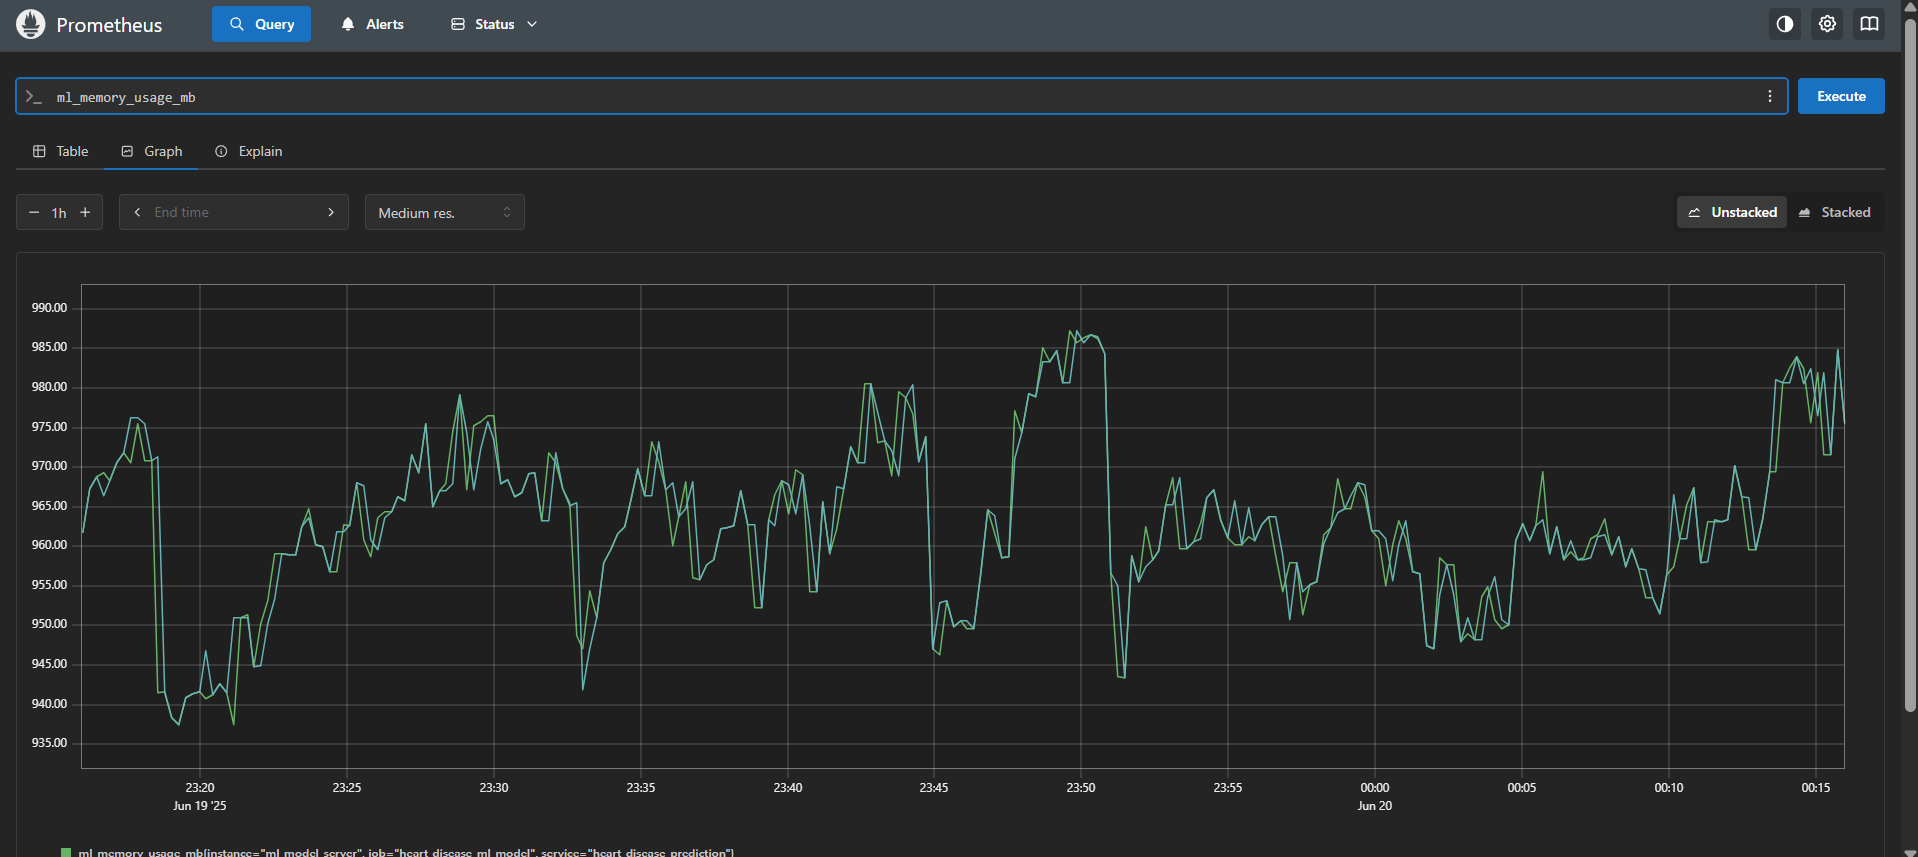 Prometheus Query Alerts Status
ml_memory_usage_mb Execute
Table Graph Explain
1h End time Medium res. Unstacked Stacked
990.00
985.00
980.00
975.00
970.00
965.00
960.00
955.00
950.00
945.00
940.00
935.00
23:20 23:25 23:30 23:35 23:40 23:45 23:50 23:55 00:00 00:05 00:10 00:15
Jun 19 '25 Jun 20
ml_memory_usage_mb{instance="ml_model_server", job="heart_disease_ml_model", service="heart_disease_prediction"}